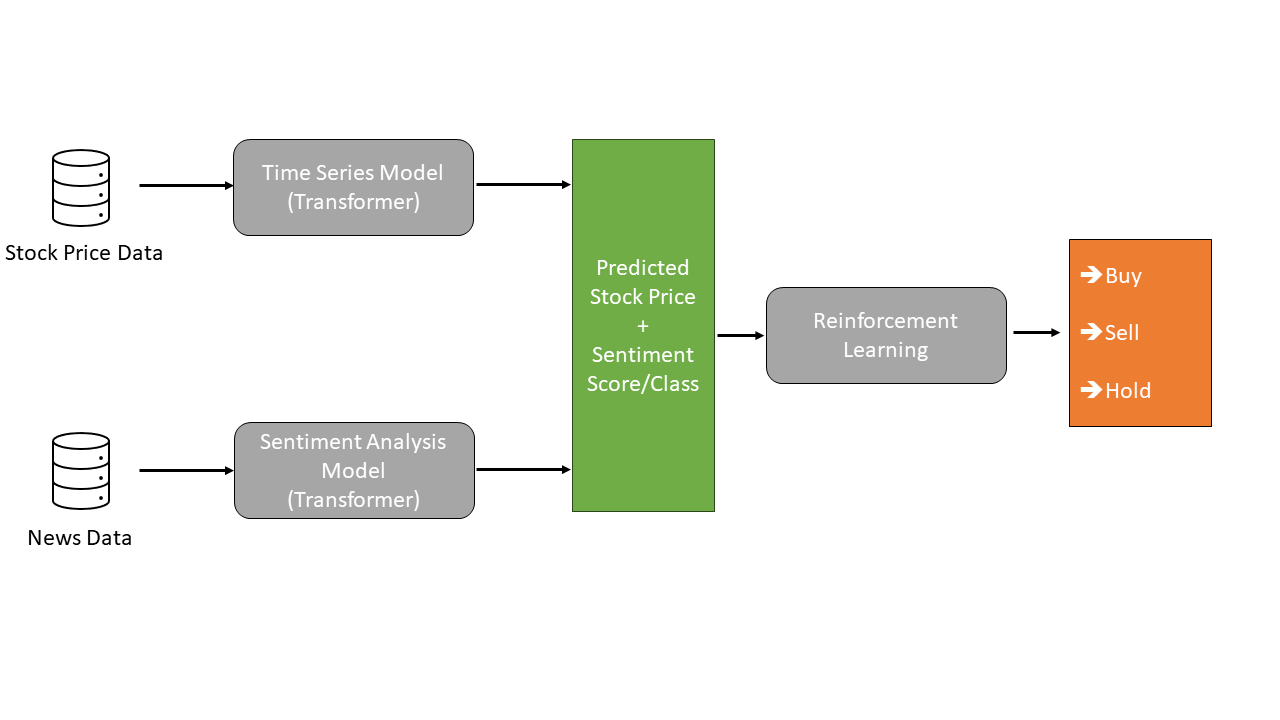 Stock Price Data
Time Series Model
(Transformer)
News Data
Sentiment Analysis
Model
(Transformer)
Predicted
Stock Price
+
Sentiment
Score/Class
Reinforcement
Learning
➔Buy
➔Sell
➔Hold